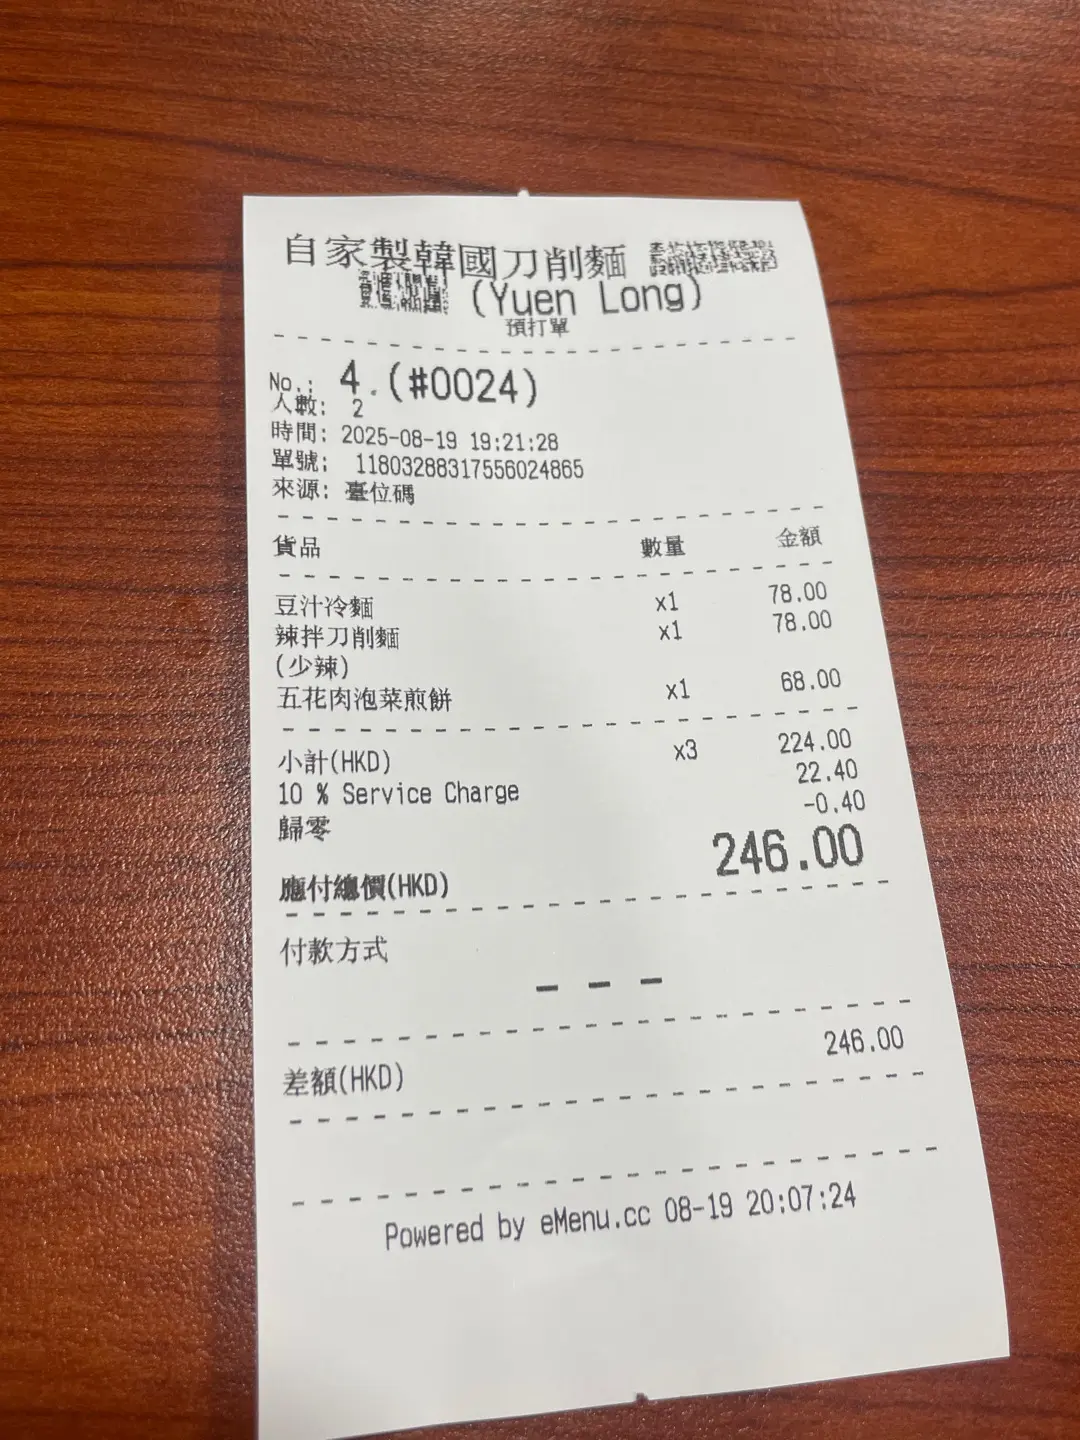 自家製韓國刀削麵
(Yuen Long)
預打單
No.: 4.(#0024)
人數: 2
時間: 2025-08-19 19:21:28
單號: 11803288317556024865
來源: 臺位碼
貨品 數量 金額
豆汁冷麵 x1 78.00
辣拌刀削麵 x1 78.00
(少辣)
五花肉泡菜煎餅 x1 68.00
小計(HKD) x3 224.00
10 % Service Charge 22.40
歸零 -0.40
應付總價(HKD) 246.00
付款方式
- - -
差額(HKD) 246.00
Powered by eMenu.cc 08-19 20:07:24